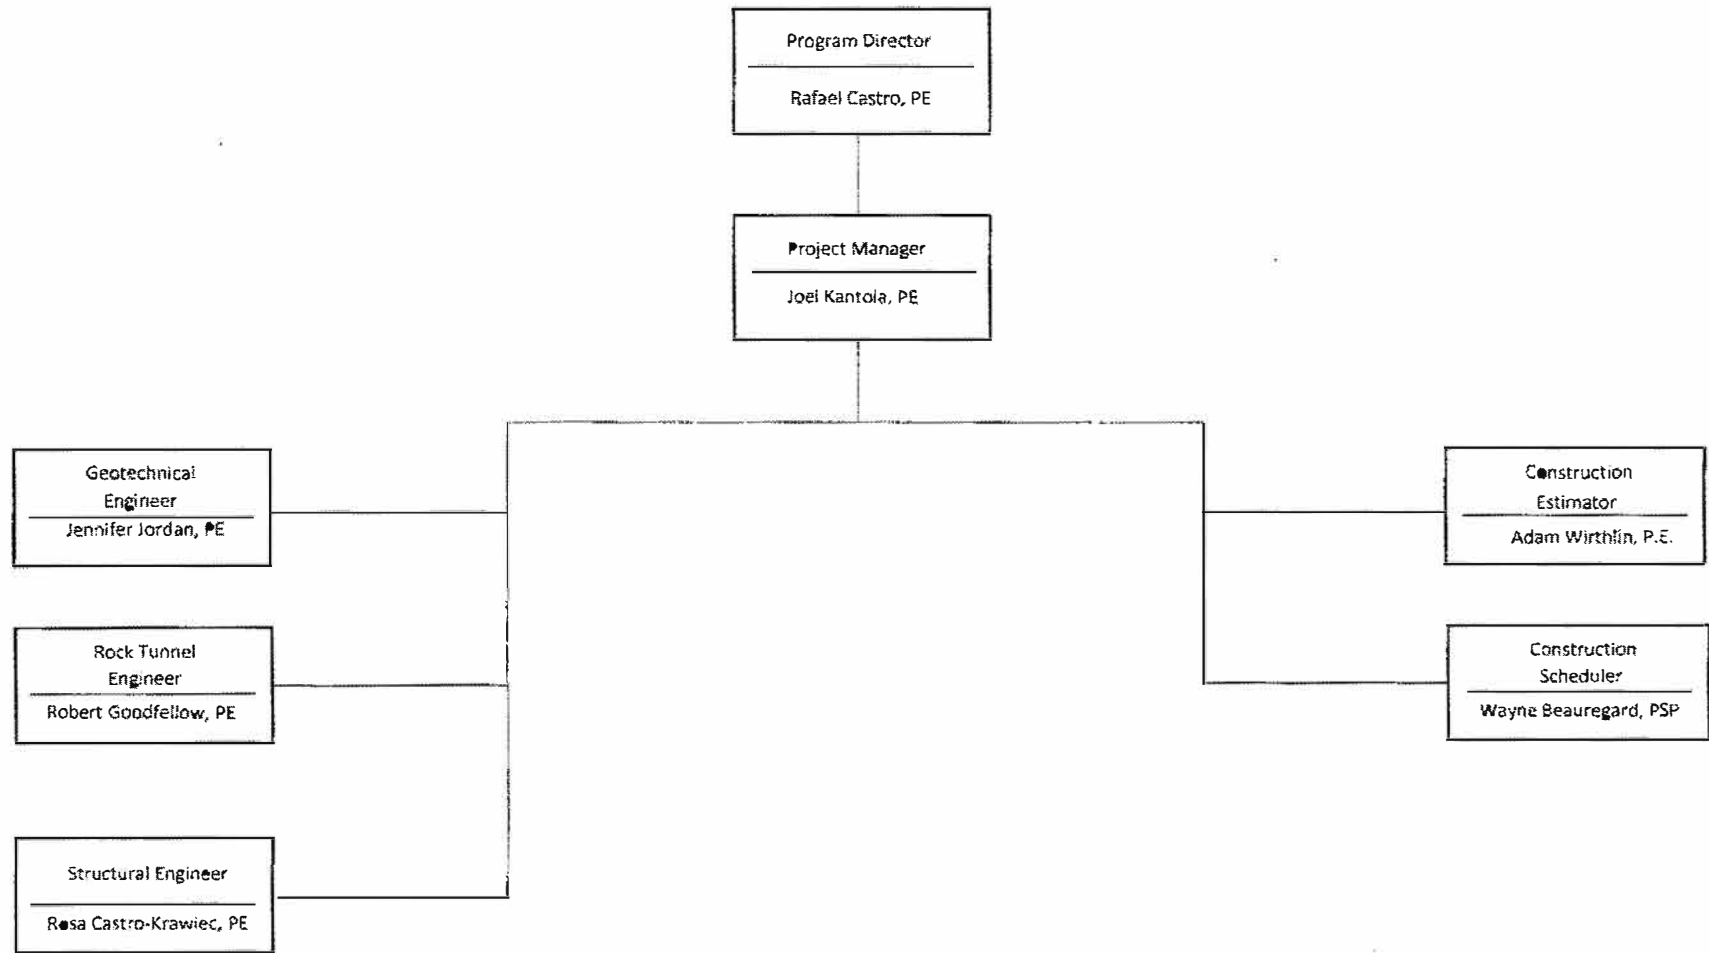 Program Director
Rafael Castro, PE
Project Manager
Joel Kantola, PE
Geotechnical
Engineer
Jennifer Jordan, PE
Rock Tunnel
Engineer
Robert Goodfellow, PE
Structural Engineer
Rosa Castro-Krawiec, PE
Construction
Estimator
Adam Wirthlin, P.E.
Construction
Scheduler
Wayne Beauregard, PSP